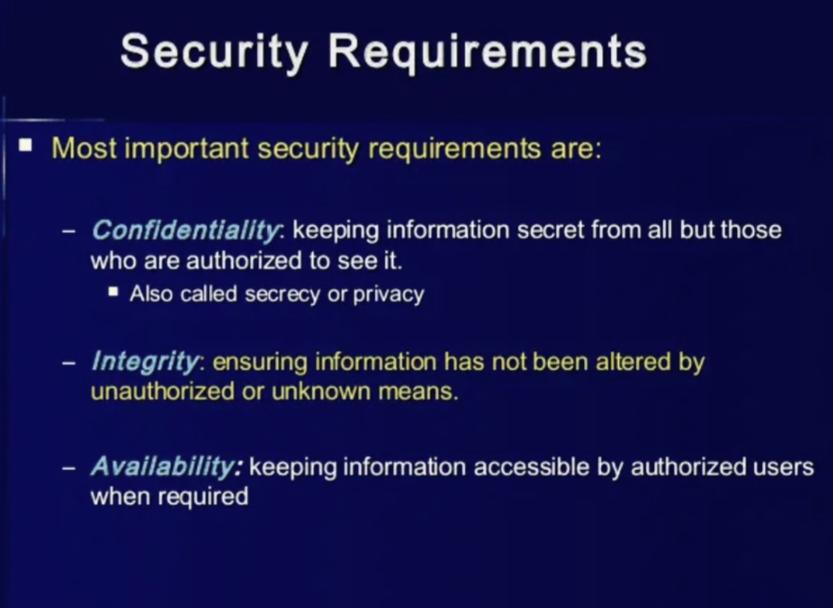 Security Requirements
Most important security requirements are:
– Confidentiality: keeping information secret from all but those
who are authorized to see it.
Also called secrecy or privacy
– Integrity: ensuring information has not been altered by
unauthorized or unknown means.
– Availability: keeping information accessible by authorized users
when required